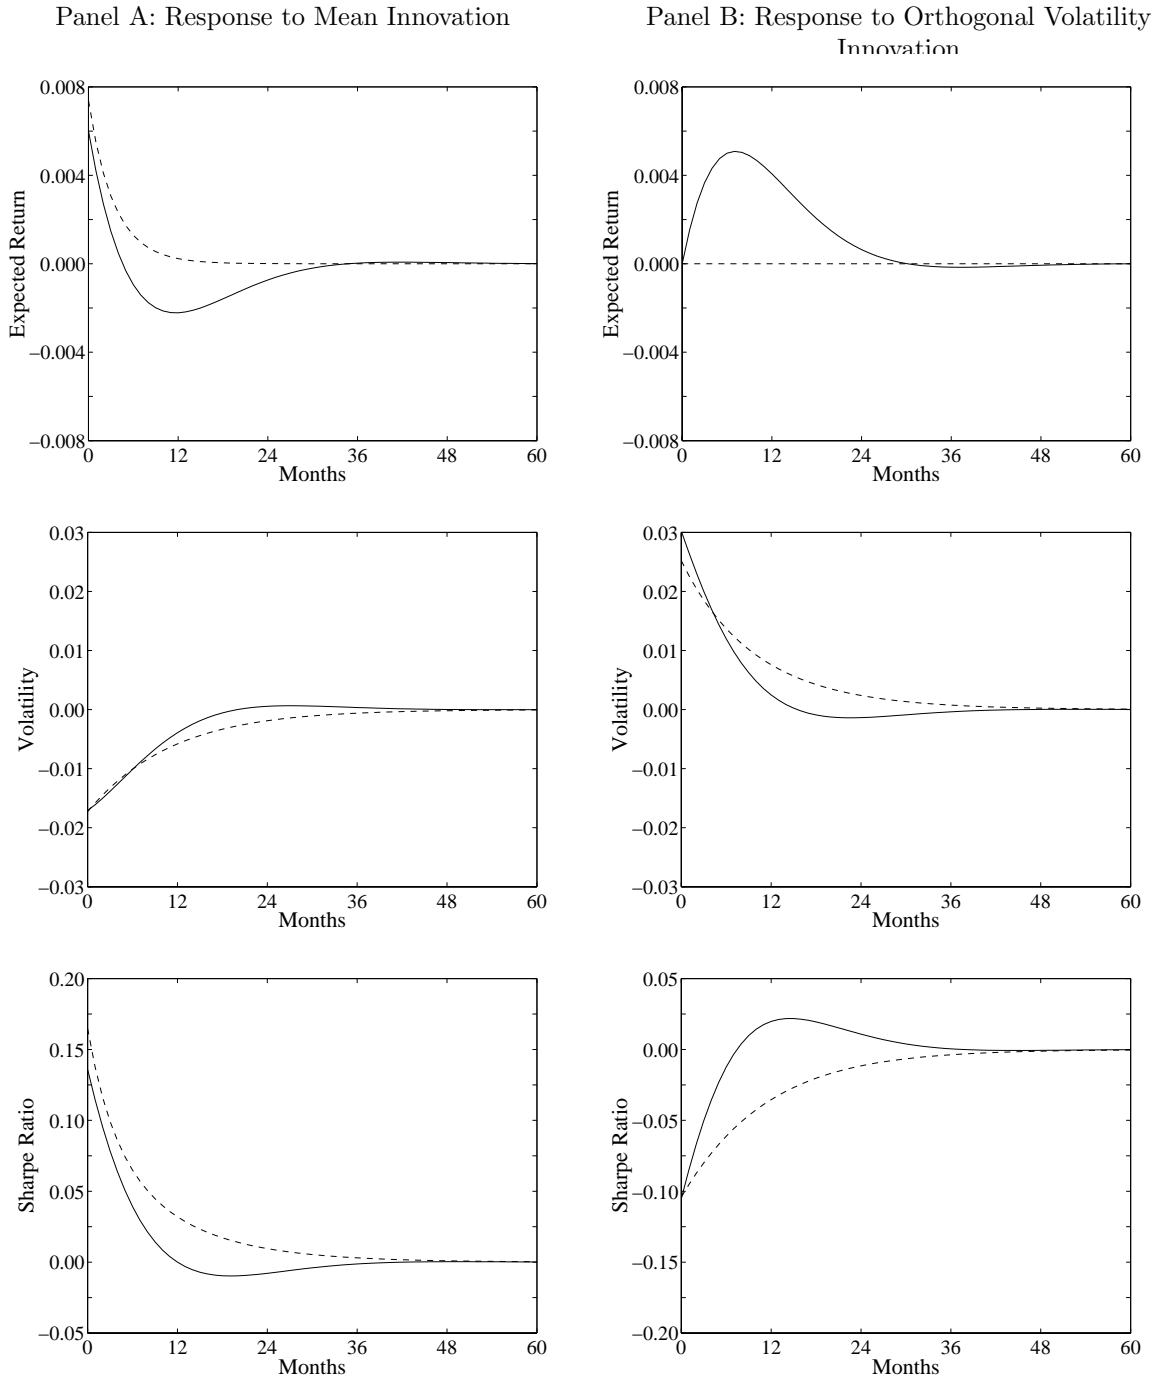 Panel A: Response to Mean Innovation
Panel B: Response to Orthogonal Volatility
Innovation
0.008
0.004
0.000
−0.004
−0.008
Expected Return
0 12 24 36 48 60
Months
0.008
0.004
0.000
−0.004
−0.008
Expected Return
0 12 24 36 48 60
Months
0.03
0.02
0.01
0.00
−0.01
−0.02
−0.03
Volatility
0 12 24 36 48 60
Months
0.03
0.02
0.01
0.00
−0.01
−0.02
−0.03
Volatility
0 12 24 36 48 60
Months
0.20
0.15
0.10
0.05
0.00
−0.05
Sharpe Ratio
0 12 24 36 48 60
Months
0.05
0.00
−0.05
−0.10
−0.15
−0.20
Sharpe Ratio
0 12 24 36 48 60
Months